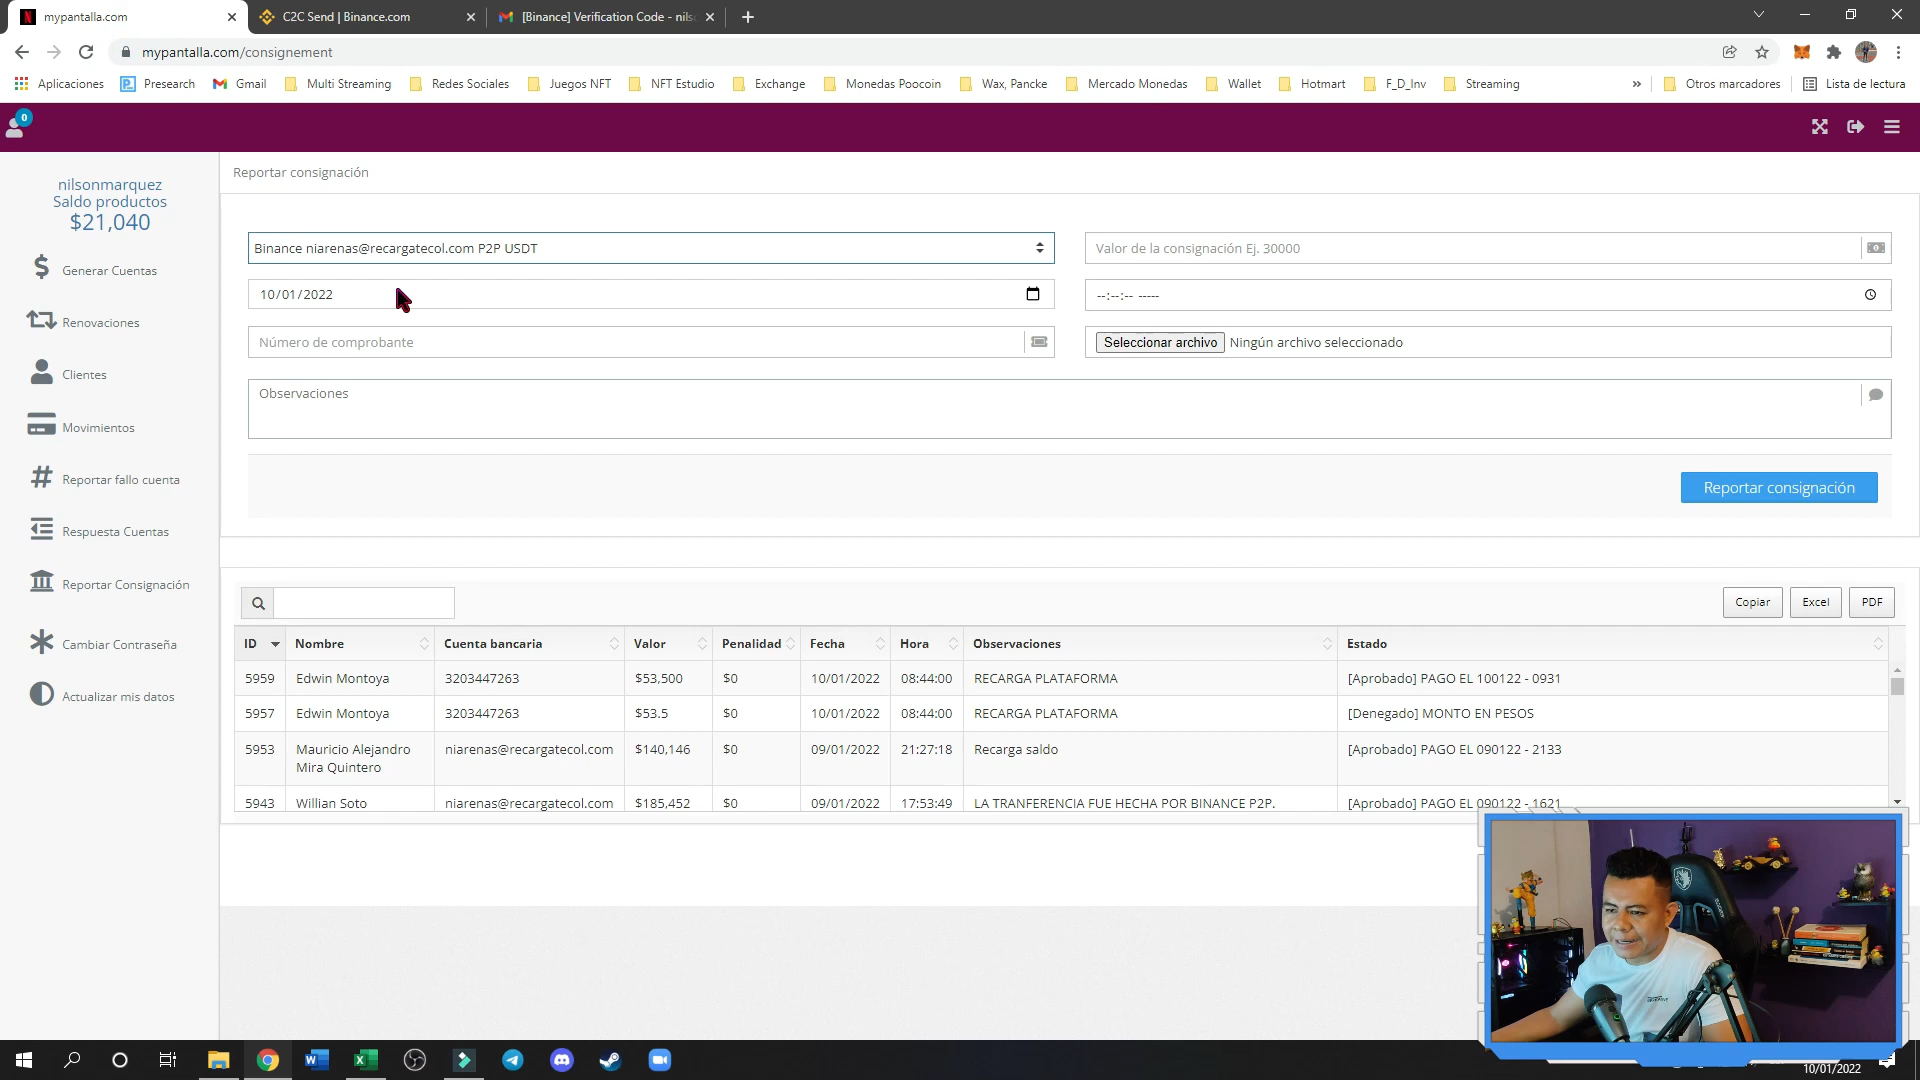 mypantalla.com
C2C Send | Binance.com
[Binance] Verification Code - nils
mypantalla.com/consignement
Aplicaciones
Presearch
Gmail
Multi Streaming
Redes Sociales
Juegos NFT
NFT Estudio
Exchange
Monedas Poocoin
Wax, Pancke
Mercado Monedas
Wallet
Hotmart
F_D_Inv
Streaming
»
Otros marcadores
Lista de lectura
0
nilsonmarquez
Saldo productos
$21,040
Generar Cuentas
Renovaciones
Clientes
Movimientos
Reportar fallo cuenta
Respuesta Cuentas
Reportar Consignación
Cambiar Contraseña
Actualizar mis datos
Reportar consignación
Binance niarenas@recargatecol.com P2P USDT
Valor de la consignación Ej. 30000
10/01/2022
--:--:-- -----
Número de comprobante
Seleccionar archivo Ningún archivo seleccionado
Observaciones
Reportar consignación
Copiar Excel PDF
ID Nombre Cuenta bancaria Valor Penalidad Fecha Hora Observaciones Estado
5959 Edwin Montoya 3203447263 $53,500 $0 10/01/2022 08:44:00 RECARGA PLATAFORMA [Aprobado] PAGO EL 100122 - 0931
5957 Edwin Montoya 3203447263 $53.5 $0 10/01/2022 08:44:00 RECARGA PLATAFORMA [Denegado] MONTO EN PESOS
5953 Mauricio Alejandro niarenas@recargatecol.com $140,146 $0 09/01/2022 21:27:18 Recarga saldo [Aprobado] PAGO EL 090122 - 2133
Mira Quintero
5943 Willian Soto niarenas@recargatecol.com $185,452 $0 09/01/2022 17:53:49 LA TRANFERENCIA FUE HECHA POR BINANCE P2P. [Aprobado] PAGO EL 090122 - 1621
10/01/2022